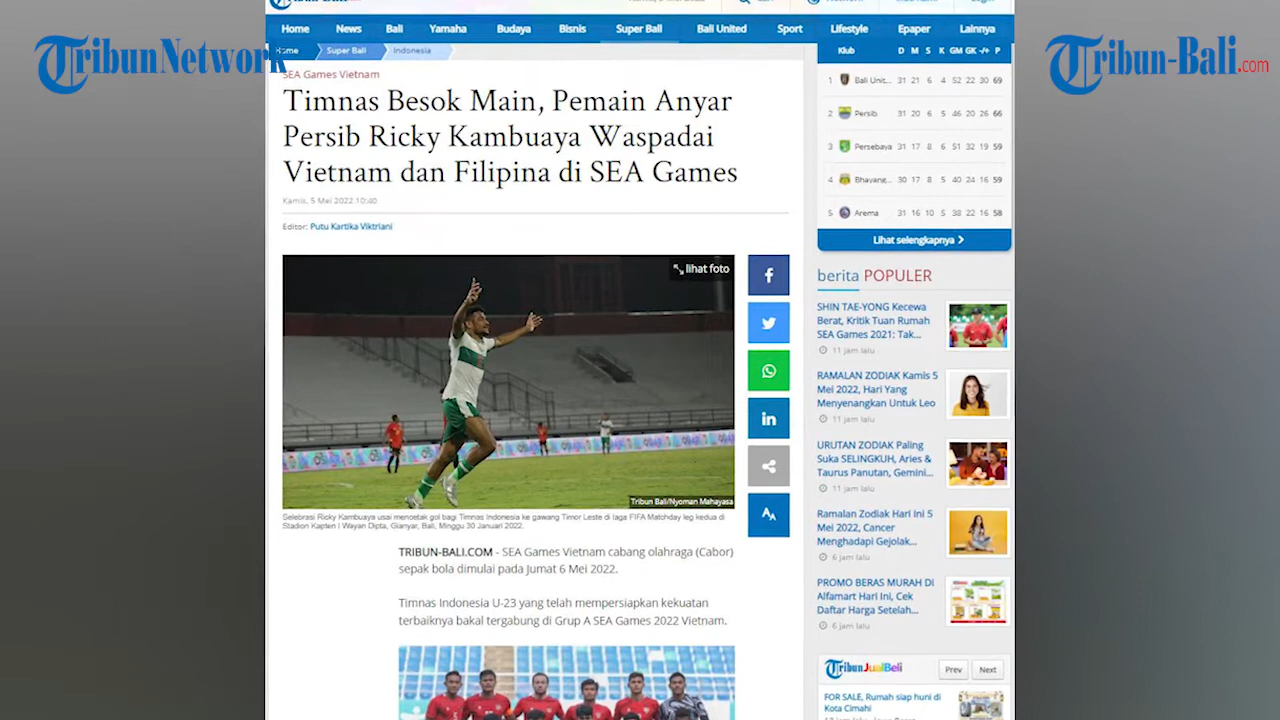 TribunNetwork
Tribun-Bali.com
Home News Bali Yamaha Budaya Bisnis Super Ball Bali United Sport Lifestyle Epaper Lainnya
Home Super Ball Indonesia
SEA Games Vietnam
Timnas Besok Main, Pemain Anyar
Persib Ricky Kambuaya Waspadai
Vietnam dan Filipina di SEA Games
Kamis, 5 Mei 2022 10:40
Editor: Putu Kartika Viktriani
lihat foto
Tribun Bali/Nyoman Mahayasa
Selebrasi Ricky Kambuaya usai mencetak gol bagi Timnas Indonesia ke gawang Timor Leste di laga FIFA Matchday leg kedua di
Stadion Kapten I Wayan Dipta, Gianyar, Bali, Minggu 30 Januari 2022.
TRIBUN-BALI.COM - SEA Games Vietnam cabang olahraga (Cabor)
sepak bola dimulai pada Jumat 6 Mei 2022.
Timnas Indonesia U-23 yang telah mempersiapkan kekuatan
terbaiknya bakal tergabung di Grup A SEA Games 2022 Vietnam.
Klub D M S K GM GK -/+ P
1 Bali Unit... 31 21 6 4 52 22 30 69
2 Persib 31 20 6 5 46 20 26 66
3 Persebaya 31 17 8 6 51 32 19 59
4 Bhayang... 30 17 8 5 40 24 16 59
5 Arema 31 16 10 5 38 22 16 58
Lihat selengkapnya
berita POPULER
SHIN TAE-YONG Kecewa
Berat, Kritik Tuan Rumah
SEA Games 2021: Tak...
11 jam lalu
RAMALAN ZODIAK Kamis 5
Mei 2022, Hari Yang
Menyenangkan Untuk Leo
11 jam lalu
URUTAN ZODIAK Paling
Suka SELINGKUH, Aries &
Taurus Panutan, Gemini...
11 jam lalu
Ramalan Zodiak Hari Ini 5
Mei 2022, Cancer
Menghadapi Gejolak...
6 jam lalu
PROMO BERAS MURAH DI
Alfamart Hari Ini, Cek
Daftar Harga Setelah...
6 jam lalu
TribunJualBeli
Prev Next
FOR SALE, Rumah siap huni di
Kota Cimahi